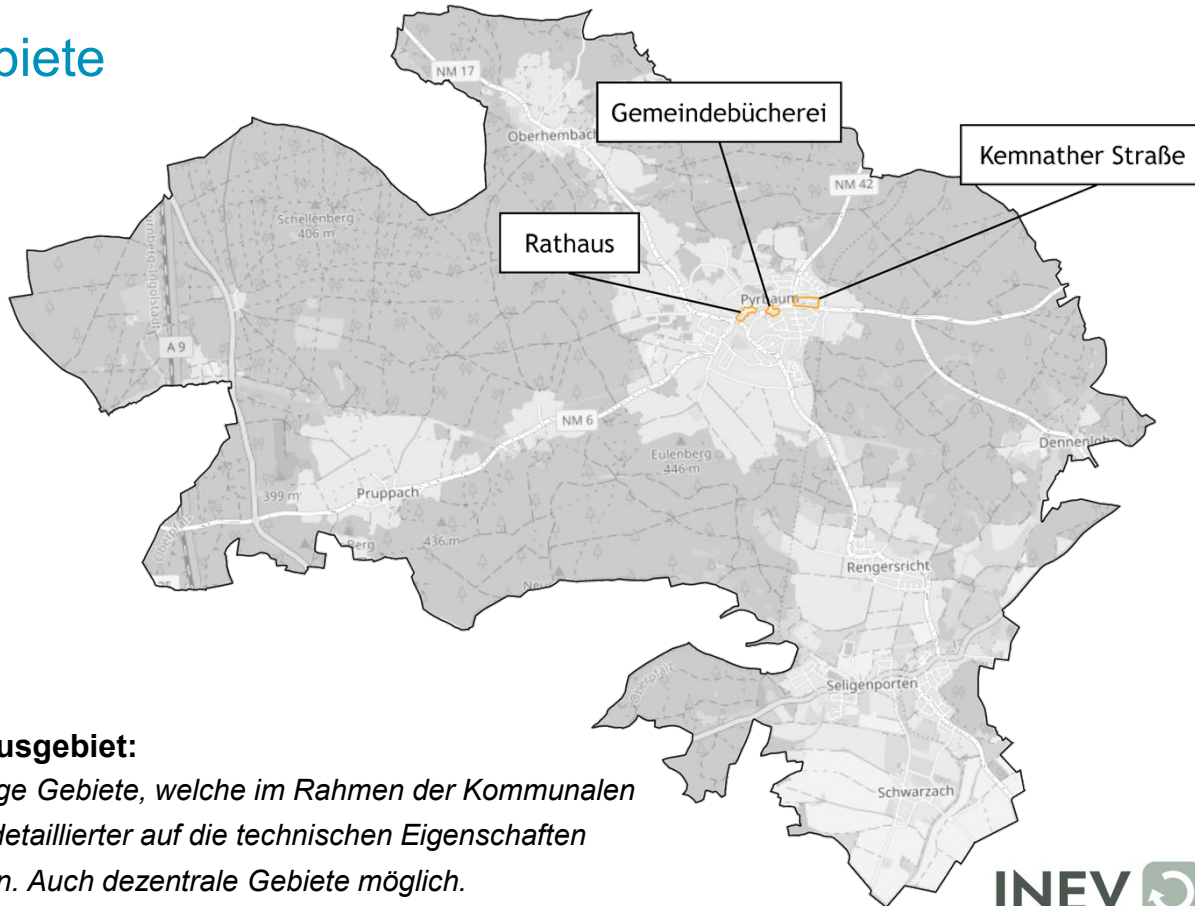 biete
NM 17
Gemeindebücherei
Oberhembach
Kemnather Straße
NM 42
Schellenberg
406 m
Rathaus
Pyrbaum
A 9
NM 6
Dennenlohe
Eulenberg
446 m
399 m
Pruppach
436 m
Berg
Rengersricht
Oberpfalz
Seligenporten
Schwarzach
usgebiet:
ge Gebiete, welche im Rahmen der Kommunalen
detaillierter auf die technischen Eigenschaften
n. Auch dezentrale Gebiete möglich.
INEV